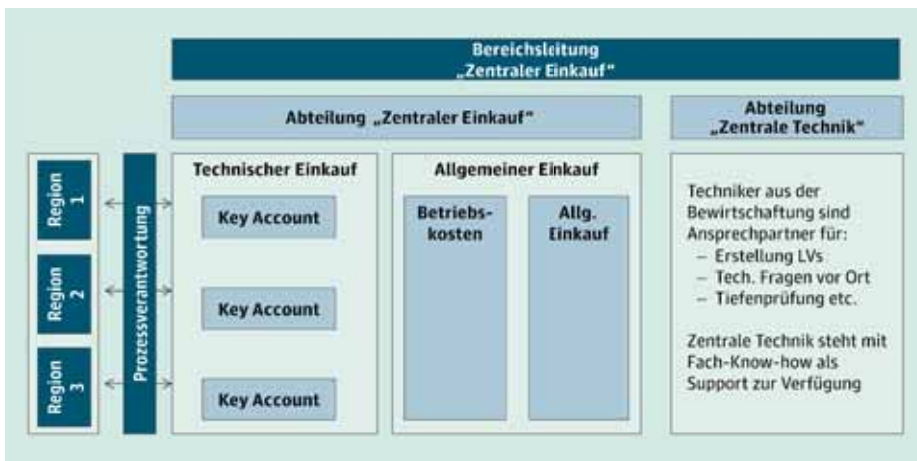 Bereichsleitung
„Zentraler Einkauf“
Abteilung „Zentraler Einkauf“
Abteilung
„Zentrale Technik“
Region
1
Region
2
Region
3
Prozessverantwortung
Technischer Einkauf
Key Account
Key Account
Key Account
Allgemeiner Einkauf
Betriebs-
kosten
Allg.
Einkauf
Techniker aus der
Bewirtschaftung sind
Ansprechpartner für:
– Erstellung LVs
– Tech. Fragen vor Ort
– Tiefenprüfung etc.
Zentrale Technik steht mit
Fach-Know-how als
Support zur Verfügung